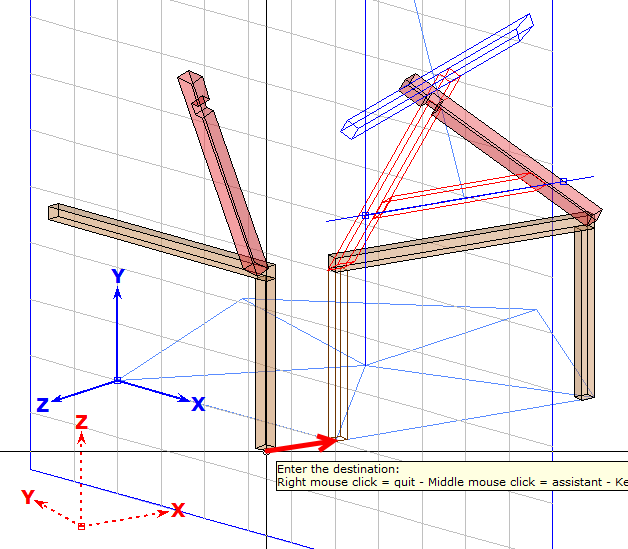 Y
Z
X
Z
Y
X
Enter the destination:
Right mouse click = quit - Middle mouse click = assistant - Ke